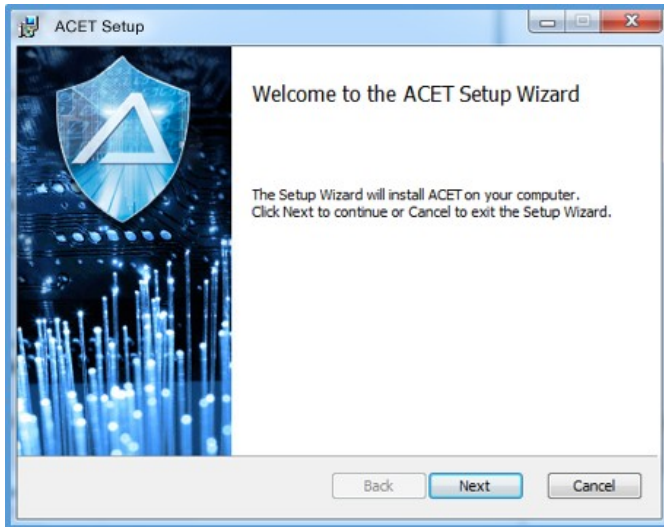 ACET Setup
Welcome to the ACET Setup Wizard
The Setup Wizard will install ACET on your computer.
Click Next to continue or Cancel to exit the Setup Wizard.
Back Next Cancel